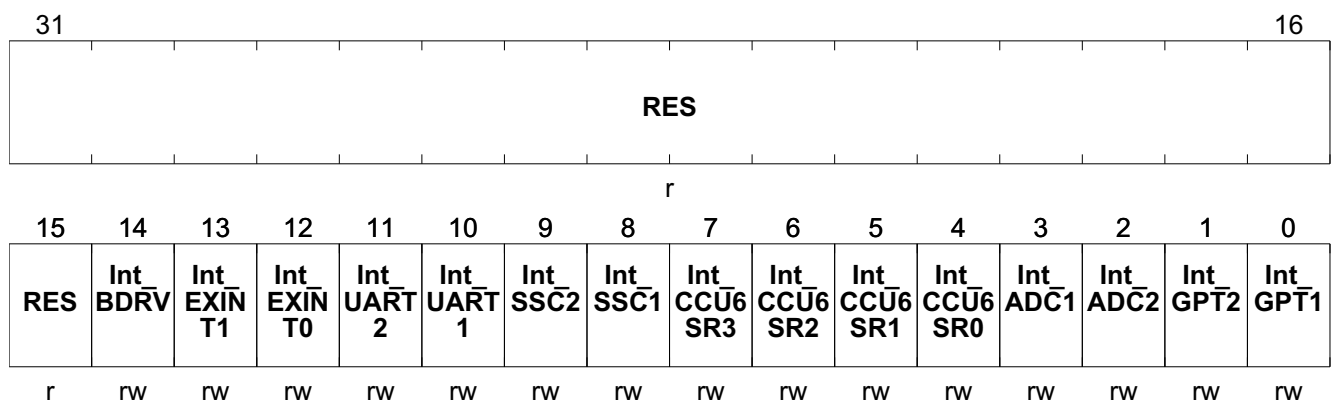 31 16
RES
r
15 14 13 12 11 10 9 8 7 6 5 4 3 2 1 0
RES Int_ BDRV Int_ EXIN T1 Int_ EXIN T0 Int_ UART 2 Int_ UART 1 Int_ SSC2 Int_ SSC1 Int_ CCU6 SR3 Int_ CCU6 SR2 Int_ CCU6 SR1 Int_ CCU6 SR0 Int_ ADC1 Int_ ADC2 Int_ GPT2 Int_ GPT1
r rw rw rw rw rw rw rw rw rw rw rw rw rw rw rw